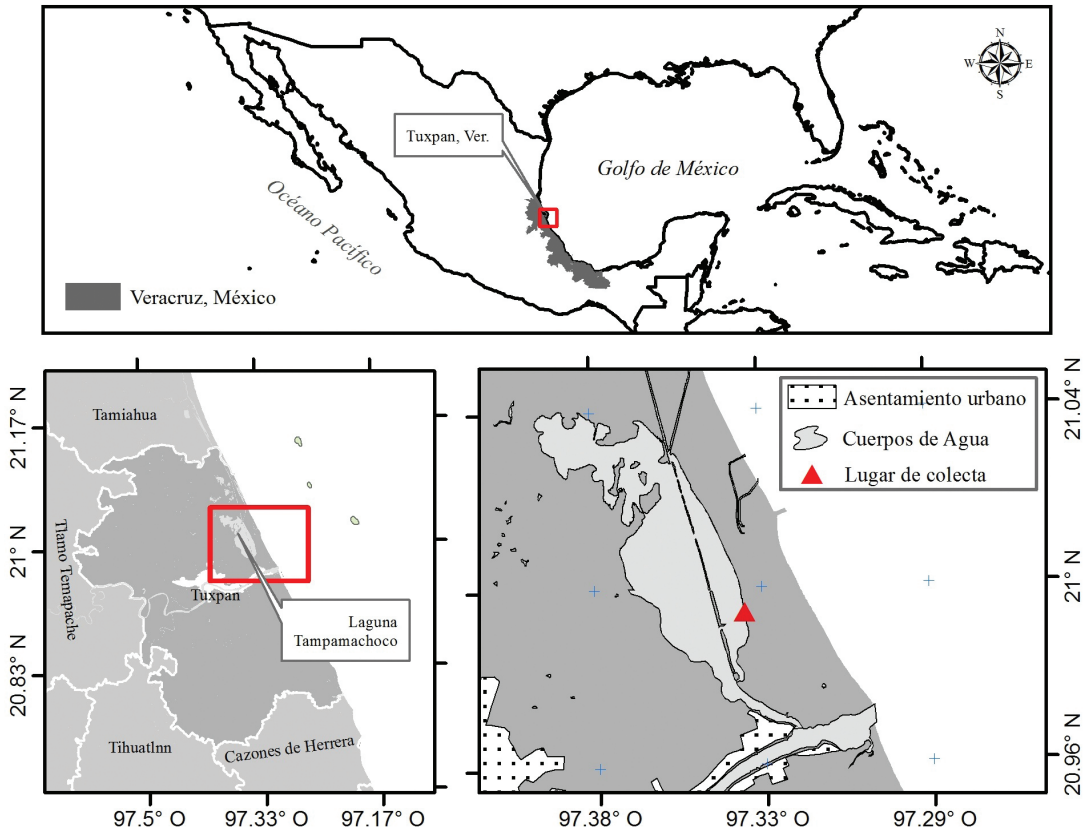 N
W
E
S
Tuxpan, Ver.
Golfo de México
Océano Pacífico
Veracruz, México
Tamiahua
Tlamo Temapache
Tuxpan
Laguna
Tampamachoco
TihuatInn
Cazones de Herrera
21.17° N
21° N
20.83° N
97.5° O
97.33° O
97.17° O
Asentamiento urbano
Cuerpos de Agua
Lugar de colecta
21.04° N
21° N
20.96° N
97.38° O
97.33° O
97.29° O